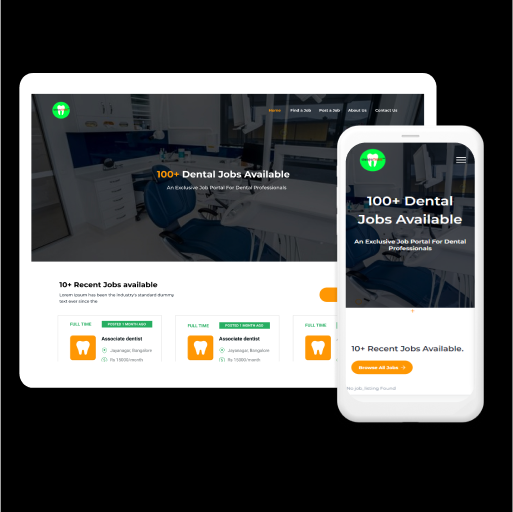 Home Find a Job Post a Job About Us Contact Us
100+ Dental Jobs Available
An Exclusive Job Portal For Dental Professionals
10+ Recent Jobs available
Lorem Ipsum has been the industry's standard dummy
text ever since the
FULL TIME POSTED 1 MONTH AGO
Associate dentist
Jayanagar, Bangalore
Rs 15000/month
FULL TIME POSTED 1 MONTH AGO
Associate dentist
Jayanagar, Bangalore
Rs 15000/month
FULL TIME
100+ Dental
Jobs Available
An Exclusive Job Portal For Dental
Professionals
10+ Recent Jobs Available.
Browse All Jobs
No job listing found